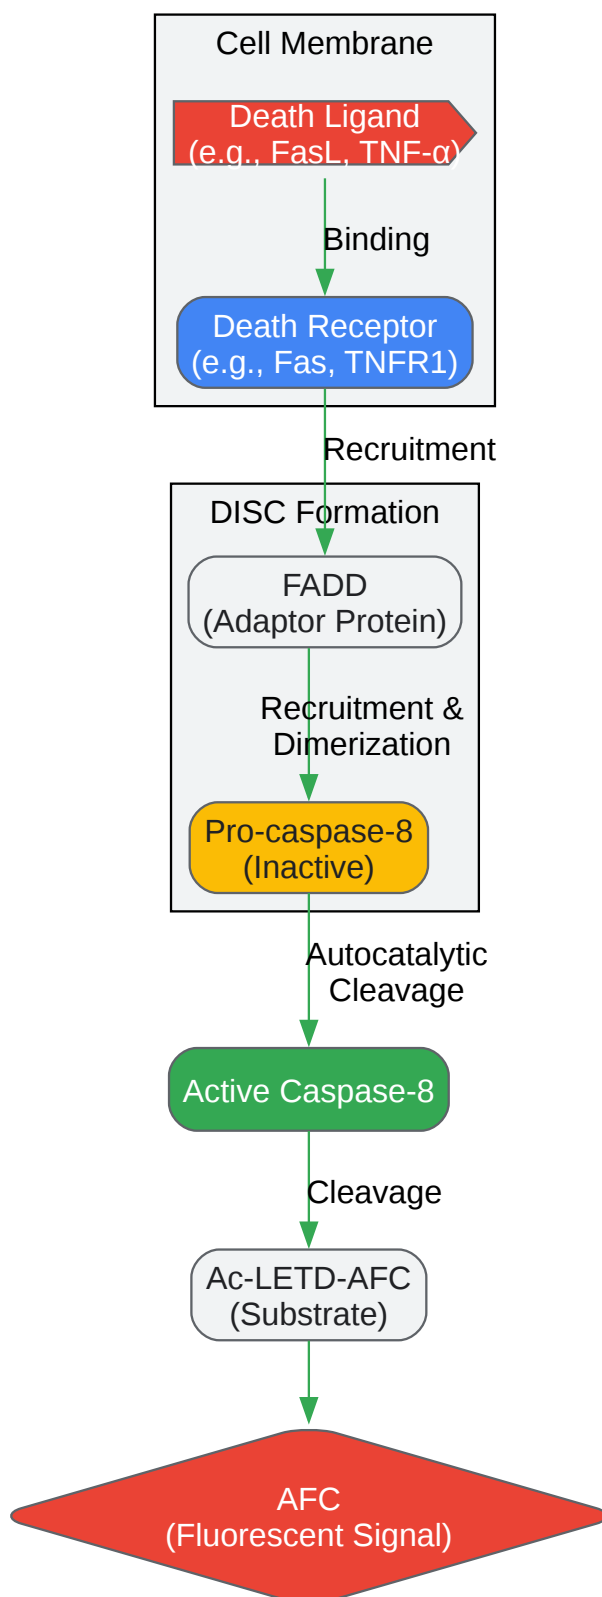 Cell Membrane
Death Ligand
(e.g., FasL, TNF-α)
Binding
Death Receptor
(e.g., Fas, TNFR1)
Recruitment
DISC Formation
FADD
(Adaptor Protein)
Recruitment &
Dimerization
Pro-caspase-8
(Inactive)
Autocatalytic
Cleavage
Active Caspase-8
Cleavage
Ac-LETD-AFC
(Substrate)
AFC
(Fluorescent Signal)